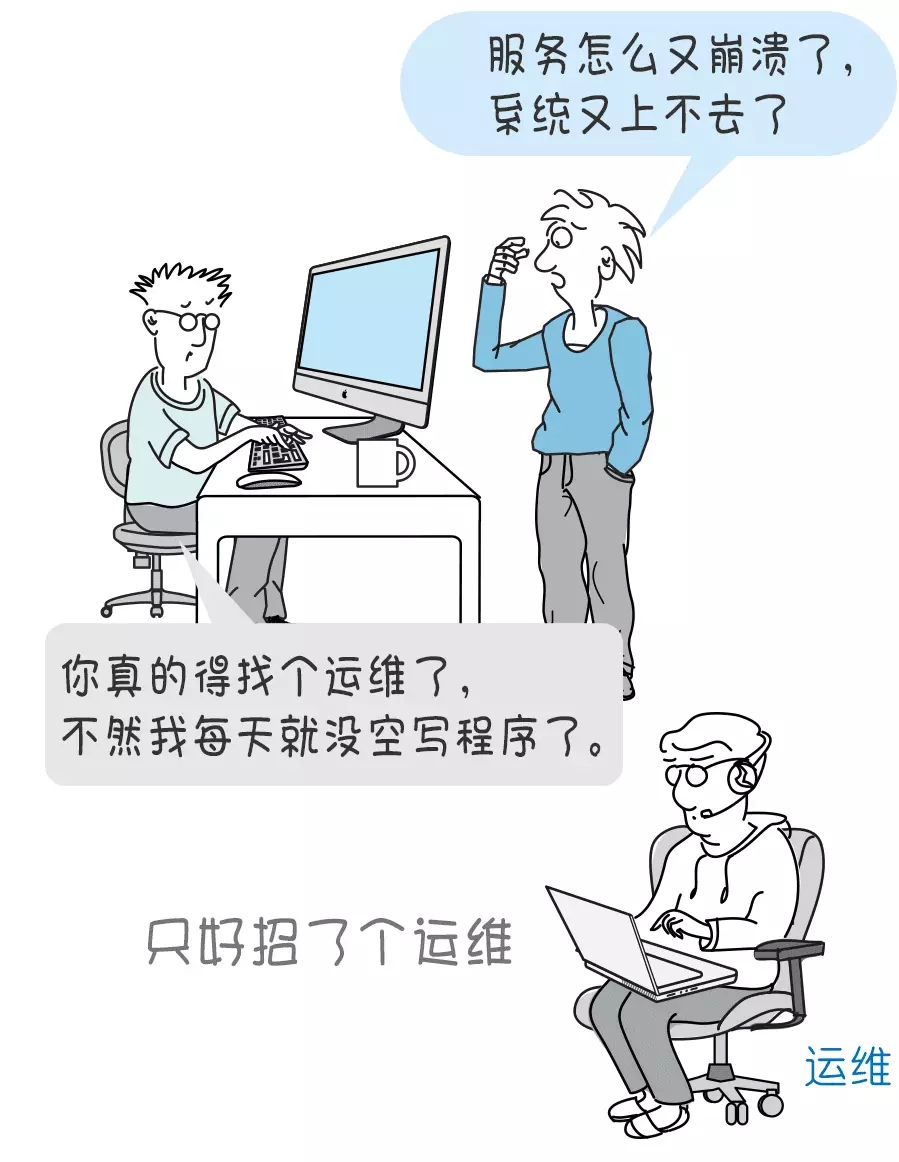 服务怎么又崩溃了，
系统又上不去了
你真的得找个运维了，
不然我每天就没空写程序了。
只好招了个运维
运维